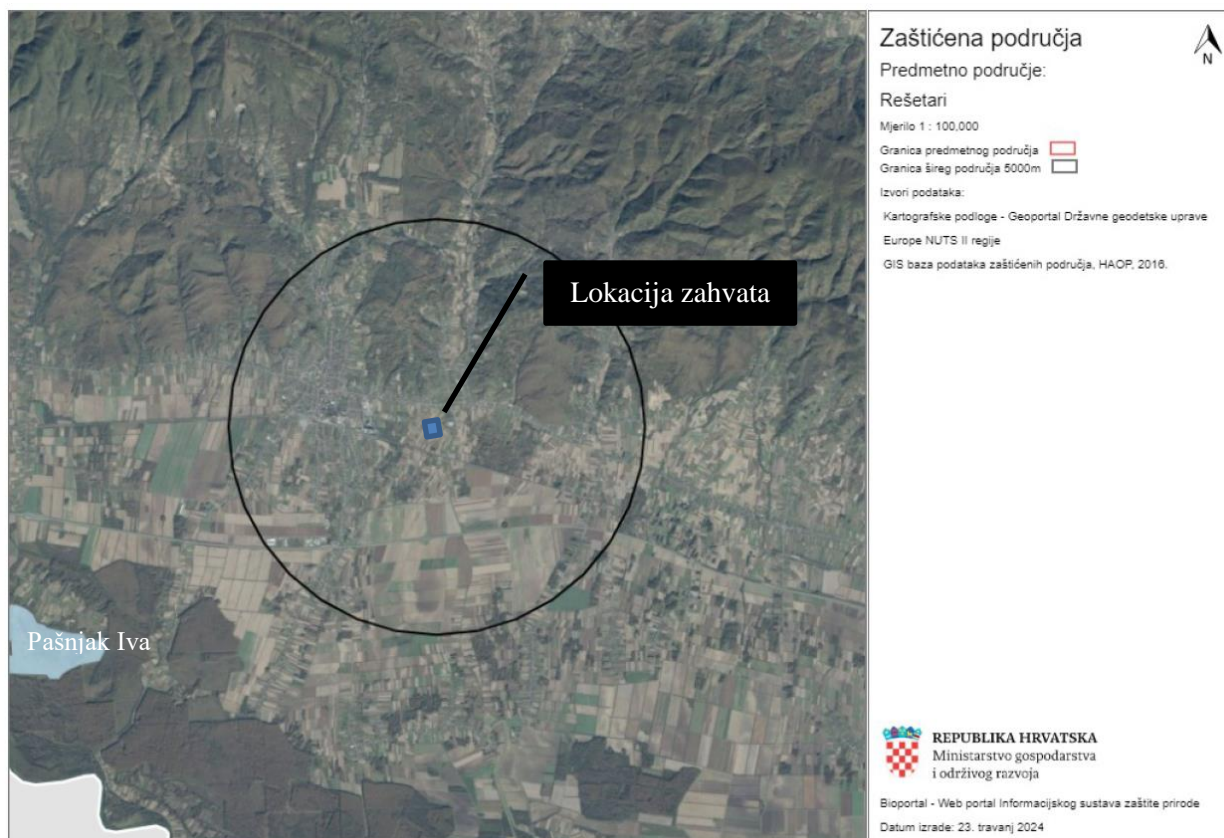 Lokacija zahvata
Pašnjak Iva
Zaštićena područja
N
Predmetno područje:
Rešetari
Mjerilo 1 : 100,000
Granica predmetnog područja
Granica šireg područja 5000m
Izvori podataka:
Kartografske podloge - Geoportal Državne geodetske uprave
Europe NUTS II regije
GIS baza podataka zaštićenih područja, HAOP, 2016.
REPUBLIKA HRVATSKA
Ministarstvo gospodarstva
i održivog razvoja
Bioportal - Web portal Informacijskog sustava zaštite prirode
Datum izrade: 23. travanj 2024